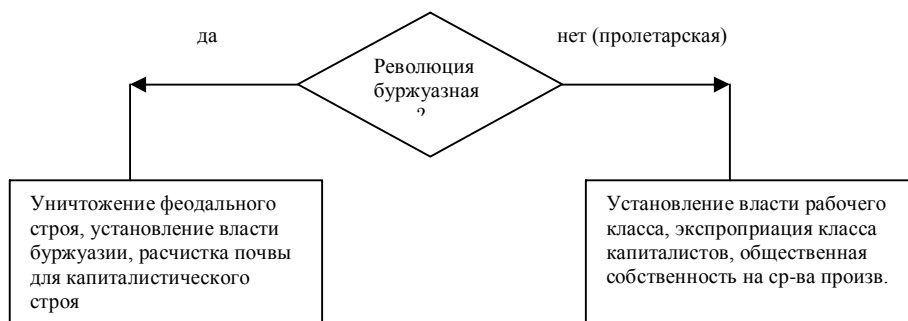 да
нет (пролетарская)
Революция
буржуазная
?
Уничтожение феодального
строя, установление власти
буржуазии, расчистка почвы
для капиталистического
строя
Установление власти рабочего
класса, экспроприация класса
капиталистов, общественная
собственность на ср-ва произв.